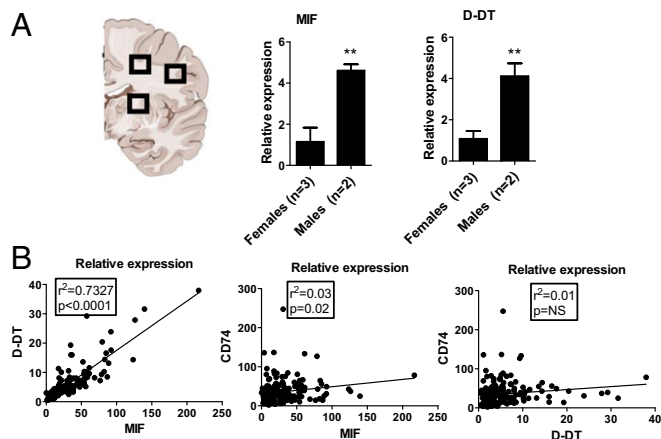 A
MIF
Relative expression
6
4
2
0
**
Females (n=3)
Males (n=2)
D-DT
Relative expression
6
4
2
0
**
Females (n=3)
Males (n=2)
B
Relative expression
r²=0.7327
p<0.0001
D-DT
40
30
20
10
0
0 50 100 150 200 250
MIF
Relative expression
r²=0.03
p=0.02
CD74
300
200
100
0
0 50 100 150 200 250
MIF
Relative expression
r²=0.01
p=NS
CD74
300
200
100
0
0 10 20 30 40
D-DT